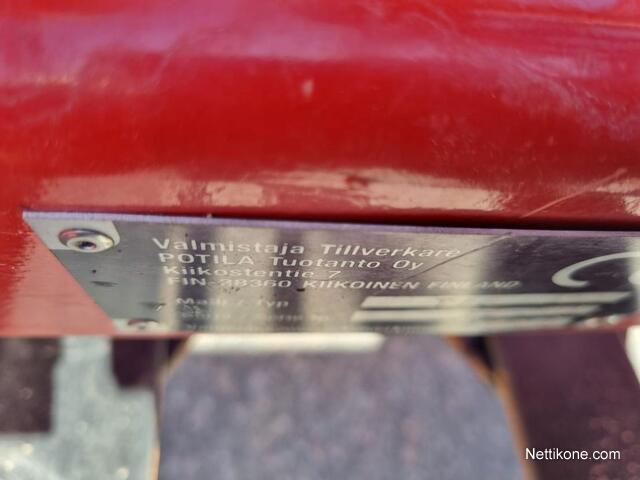 Valmistaja Tillverkare
POTILA Tuotanto Oy
Kiikostentie 7
FIN-38360 KIIKOINEN FINLAND
Malli Typ
Nettikone.com